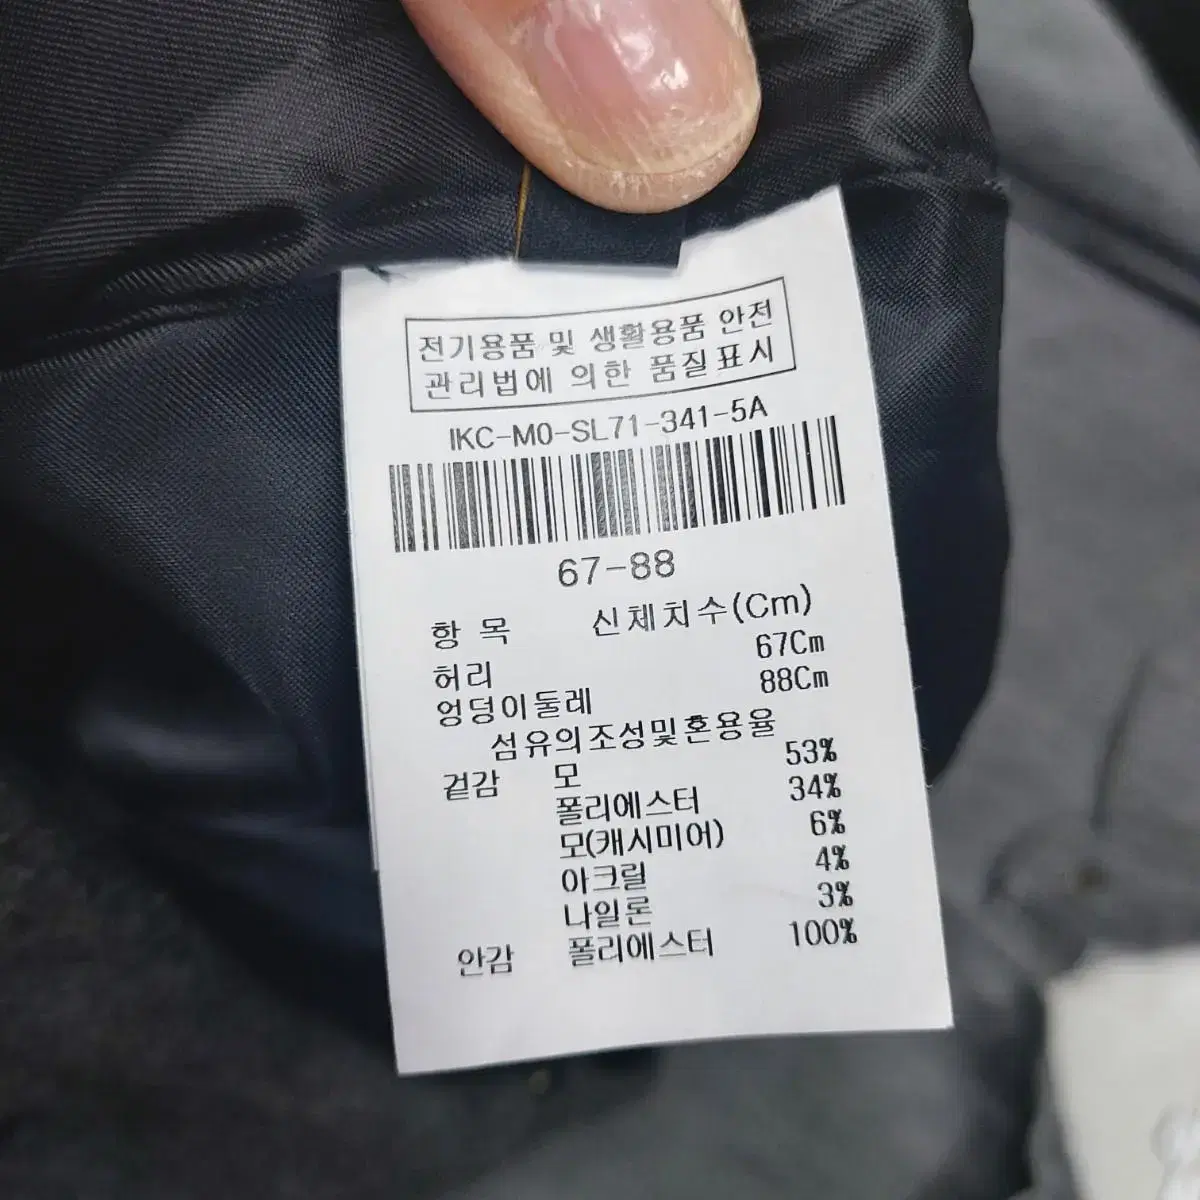 전기용품 및 생활용품 안전
관리법에 의한 품질표시
IKC-M0-SL71-341-5A
67-88
항 목 신체치수(Cm)
허리 67Cm
엉덩이둘레 88Cm
섬유의조성및혼용율
겉감 모 53%
폴리에스터 34%
모(캐시미어) 6%
아크릴 4%
나일론 3%
안감 폴리에스터 100%